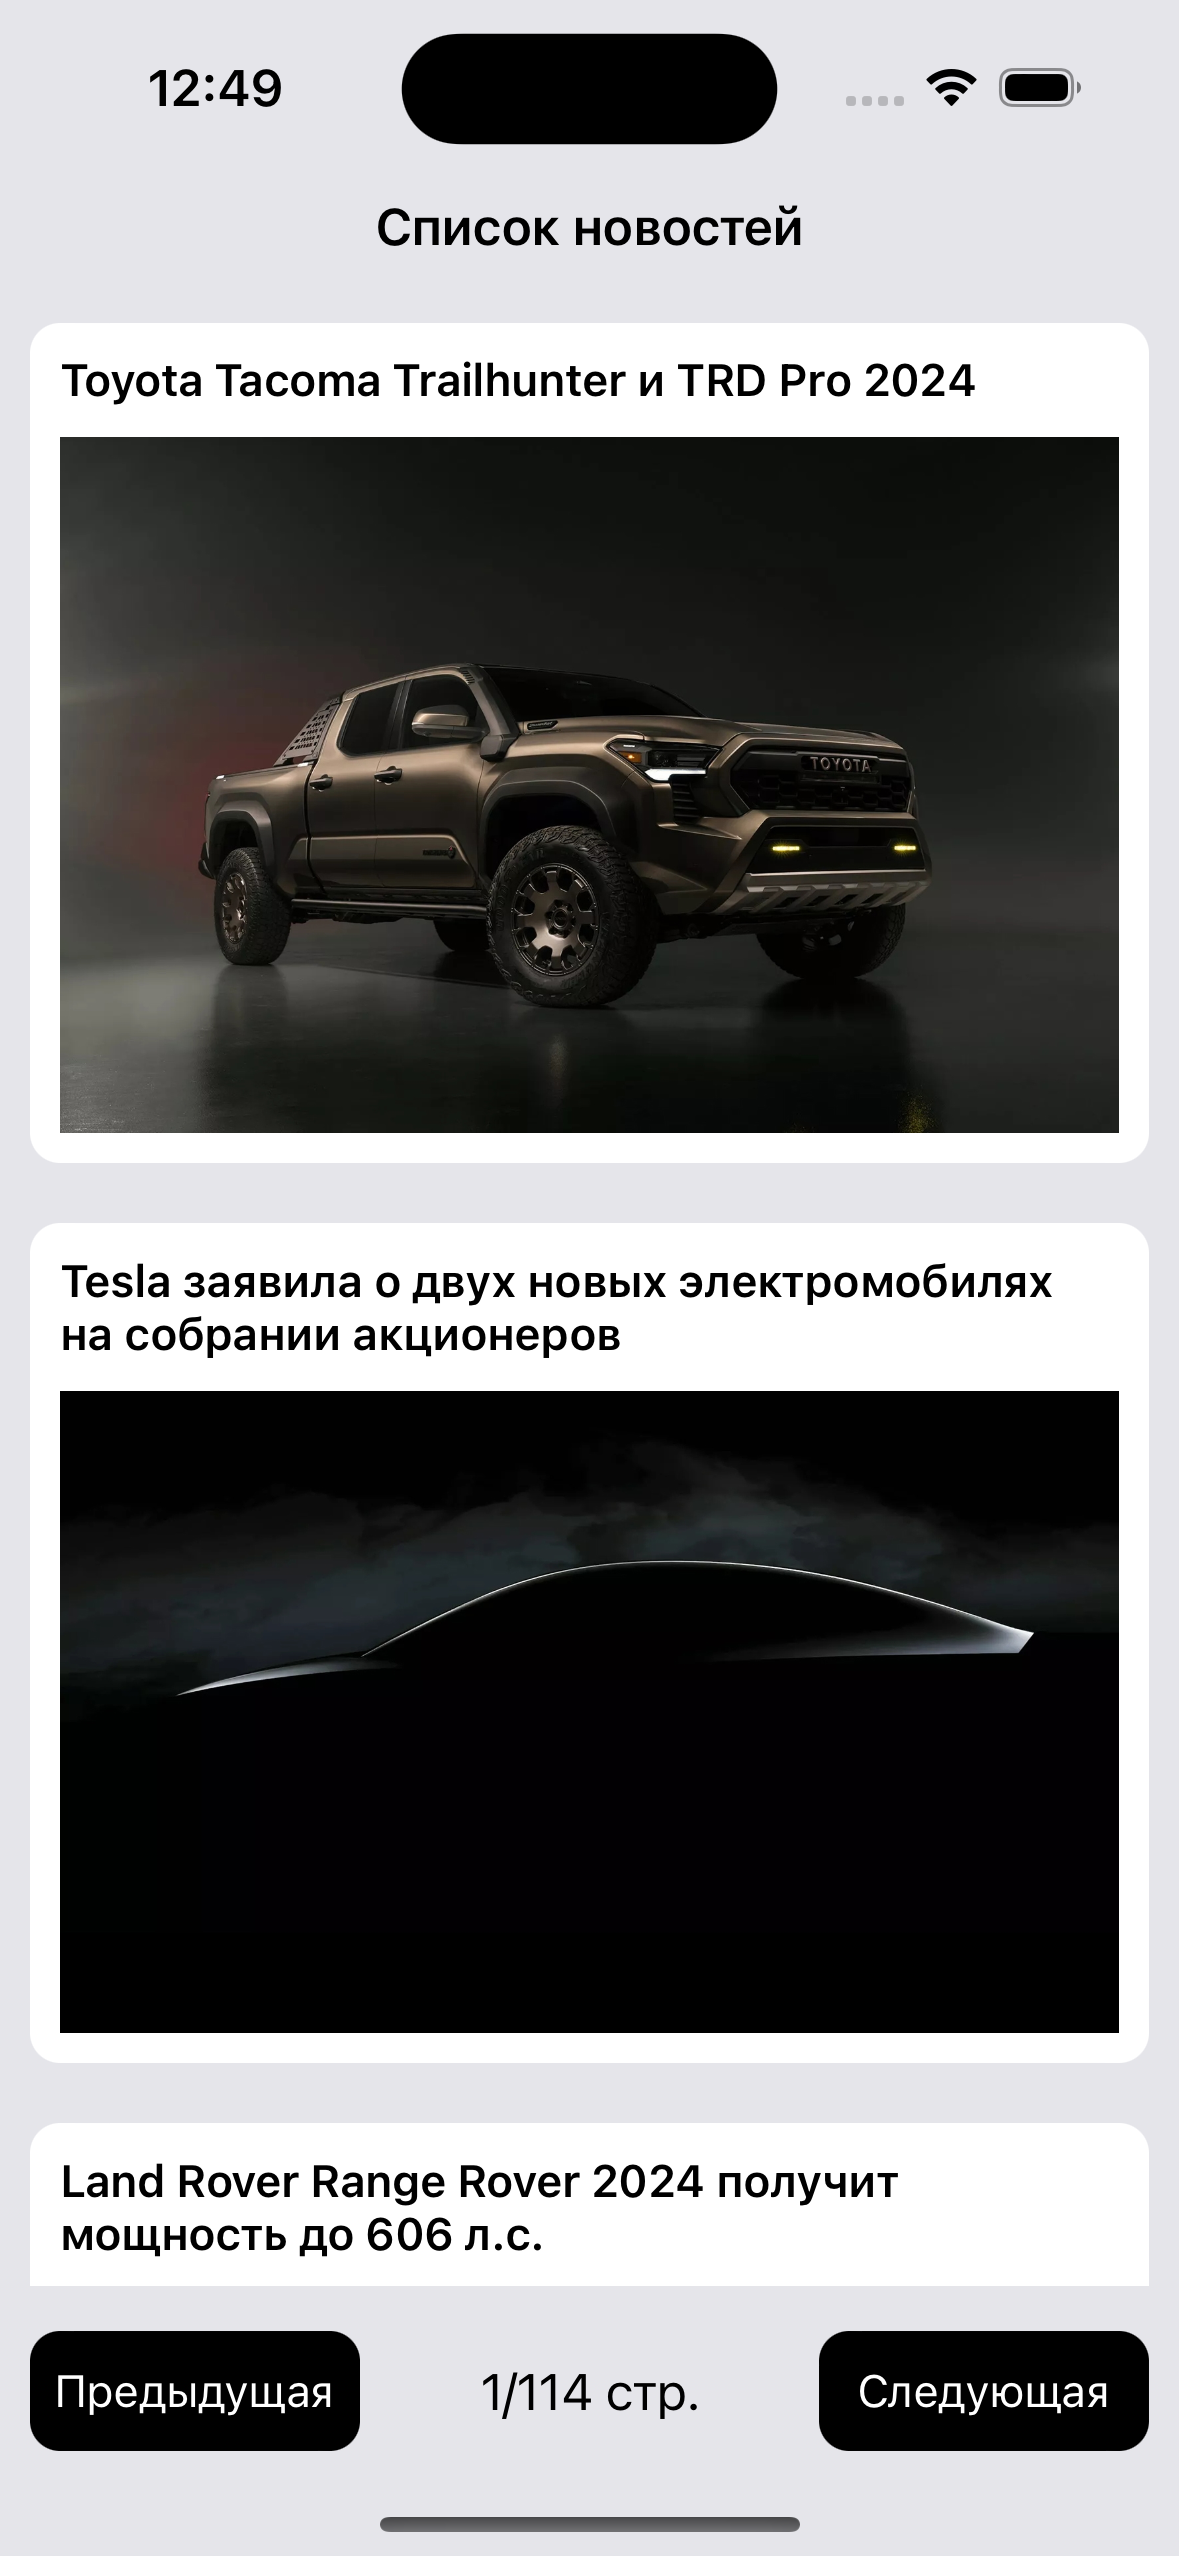 12:49
Список новостей
Toyota Tacoma Trailhunter и TRD Pro 2024
TOYOTA
Tesla заявила о двух новых электромобилях
на собрании акционеров
Land Rover Range Rover 2024 получит
мощность до 606 л.с.
Предыдущая
1/114 стр.
Следующая